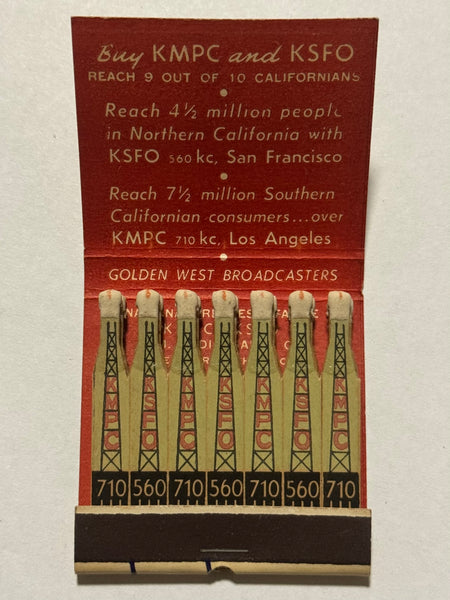 Buy KMPC and KSFO
REACH 9 OUT OF 10 CALIFORNIANS
Reach 4½ million people
in Northern California with
KSFO 560 kc, San Francisco
Reach 7½ million Southern
Californian consumers...over
KMPC 710 kc, Los Angeles
GOLDEN WEST BROADCASTERS
KMPC KSFO KMPC KSFO KMPC KSFO KMPC
710 560 710 560 710 560 710